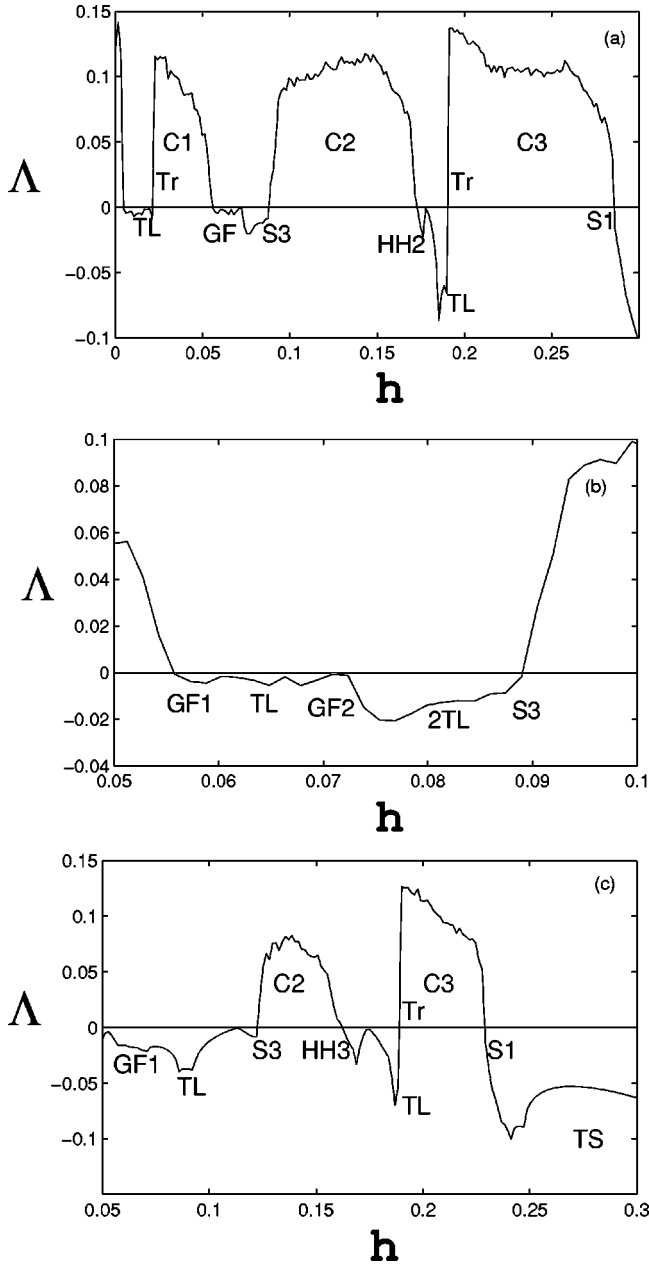 0.15
(a)
0.1
C1
C2
C3
0.05
Λ
Tr
Tr
0
TL
GF
S3
HH2
S1
-0.05
TL
-0.1
0
0.05
0.1
0.15
0.2
0.25
h
0.1
(b)
0.08
0.06
Λ
0.04
0.02
0
GF1
TL
GF2
2TL
S3
-0.02
-0.04
0.05
0.06
0.07
0.08
0.09
0.1
h
0.15
(c)
0.1
0.05
C2
C3
Λ
Tr
0
GF1
TL
S3
HH3
S1
-0.05
TL
-0.1
TS
0.05
0.1
0.15
0.2
0.25
0.3
h